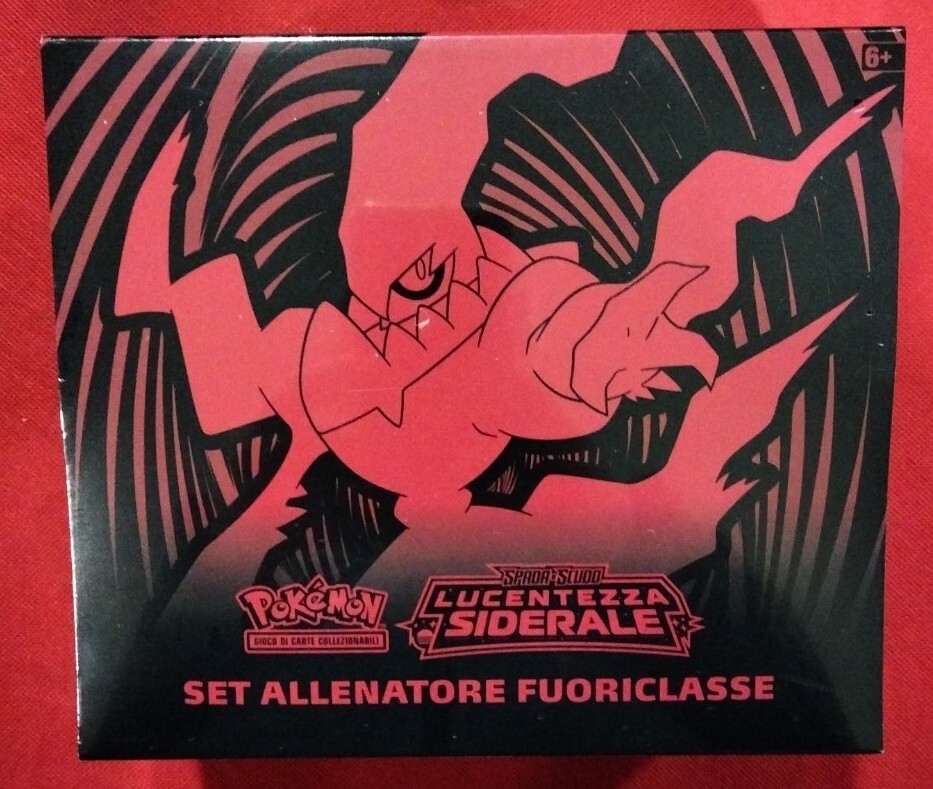 6+
POKéMON
GIOCO DI CARTE COLLEZIONABILI
SPADA E SCUDO
LUCENTEZZA
SIDERALE
SET ALLENATORE FUORICLASSE